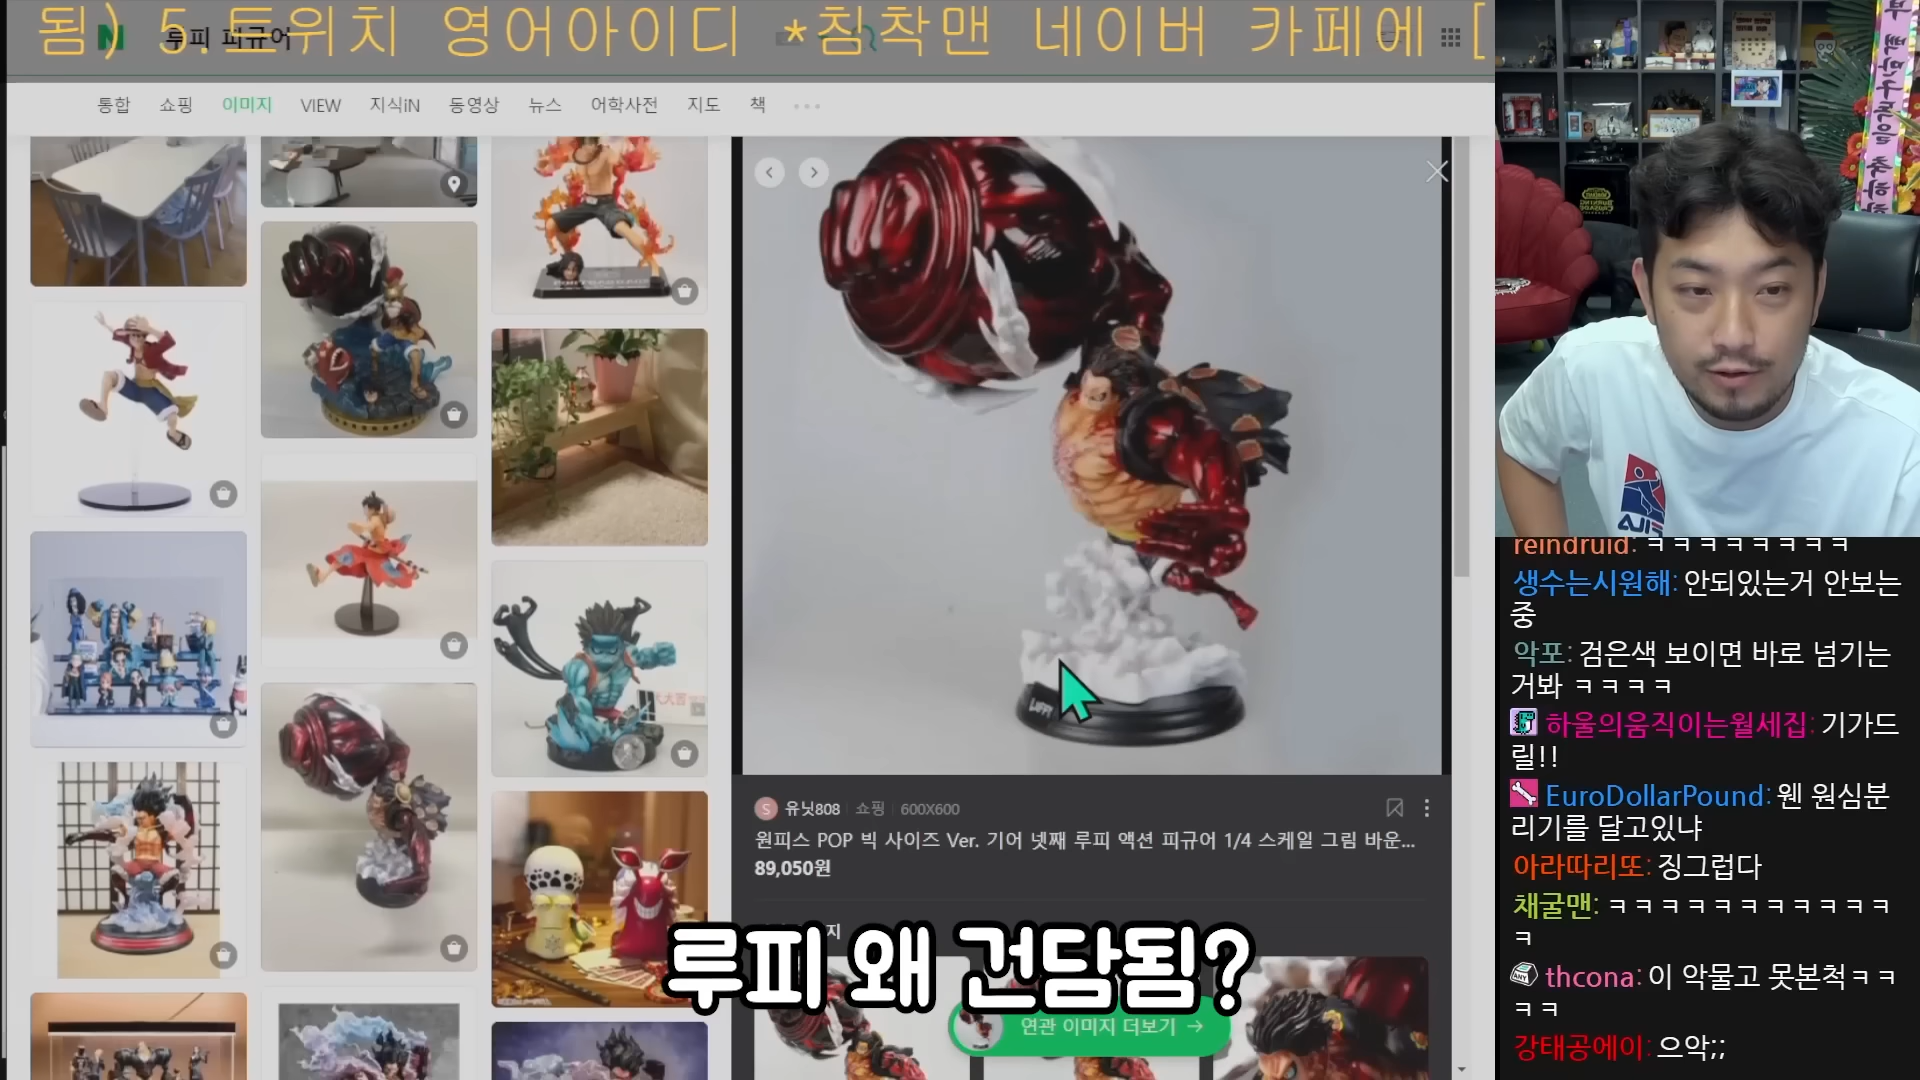 됨) 5.트위치 영어아이디 *침착맨 네이버 카페에 [
루피 피규어
통합 쇼핑 이미지 VIEW 지식iN 동영상 뉴스 어학사전 지도 책
LUFFY
S 유닛808 쇼핑 600X600
원피스 POP 빅 사이즈 Ver. 기어 넷째 루피 액션 피규어 1/4 스케일 그림 바운...
89,050원
지
루피 왜 건담됨?
연관 이미지 더보기 →
FILA
reindruid: ㅋㅋㅋㅋㅋㅋㅋㅋ
생수는시원해: 안되있는거 안보는
중
악포: 검은색 보이면 바로 넘기는
거봐 ㅋㅋㅋㅋ
하울의움직이는월세집: 기가드
릴!!
EuroDollarPound: 웬 원심분
리기를 달고있냐
아라따리또: 징그럽다
채굴맨: ㅋㅋㅋㅋㅋㅋㅋㅋㅋㅋㅋ
ㅋ
thcona: 이 악물고 못본척ㅋㅋ
ㅋㅋ
강태공에이: 으악;;